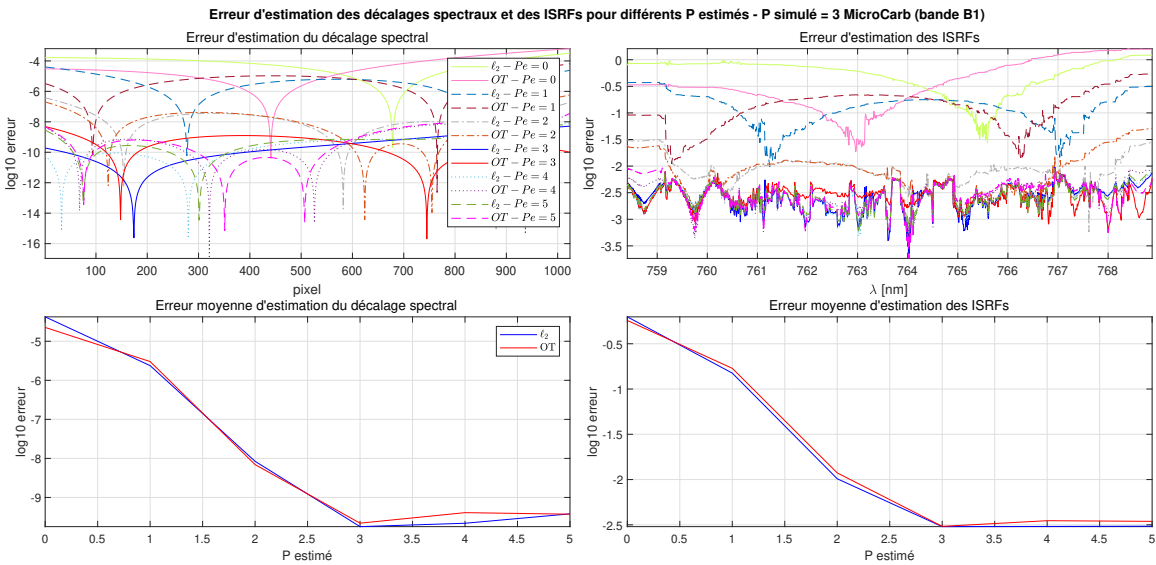 Erreur d'estimation des décalages spectraux et des ISRFs pour différents P estimés - P simulé = 3 MicroCarb (bande B1)
Erreur d'estimation du décalage spectral
log10 erreur
-4
-6
-8
-10
-12
-14
-16
100
200
300
400
500
600
700
800
900
1000
pixel
ℓ₂ − Pe = 0
OT − Pe = 0
ℓ₂ − Pe = 1
OT − Pe = 1
ℓ₂ − Pe = 2
OT − Pe = 2
ℓ₂ − Pe = 3
OT − Pe = 3
ℓ₂ − Pe = 4
OT − Pe = 4
ℓ₂ − Pe = 5
OT − Pe = 5
Erreur d'estimation des ISRFs
log10 erreur
0
-0.5
-1
-1.5
-2
-2.5
-3
-3.5
759
760
761
762
763
764
765
766
767
768
λ [nm]
Erreur moyenne d'estimation du décalage spectral
log10 erreur
-5
-6
-7
-8
-9
0
0.5
1
1.5
2
2.5
3
3.5
4
4.5
5
P estimé
ℓ₂
OT
Erreur moyenne d'estimation des ISRFs
log10 erreur
-0.5
-1
-1.5
-2
-2.5
0
0.5
1
1.5
2
2.5
3
3.5
4
4.5
5
P estimé